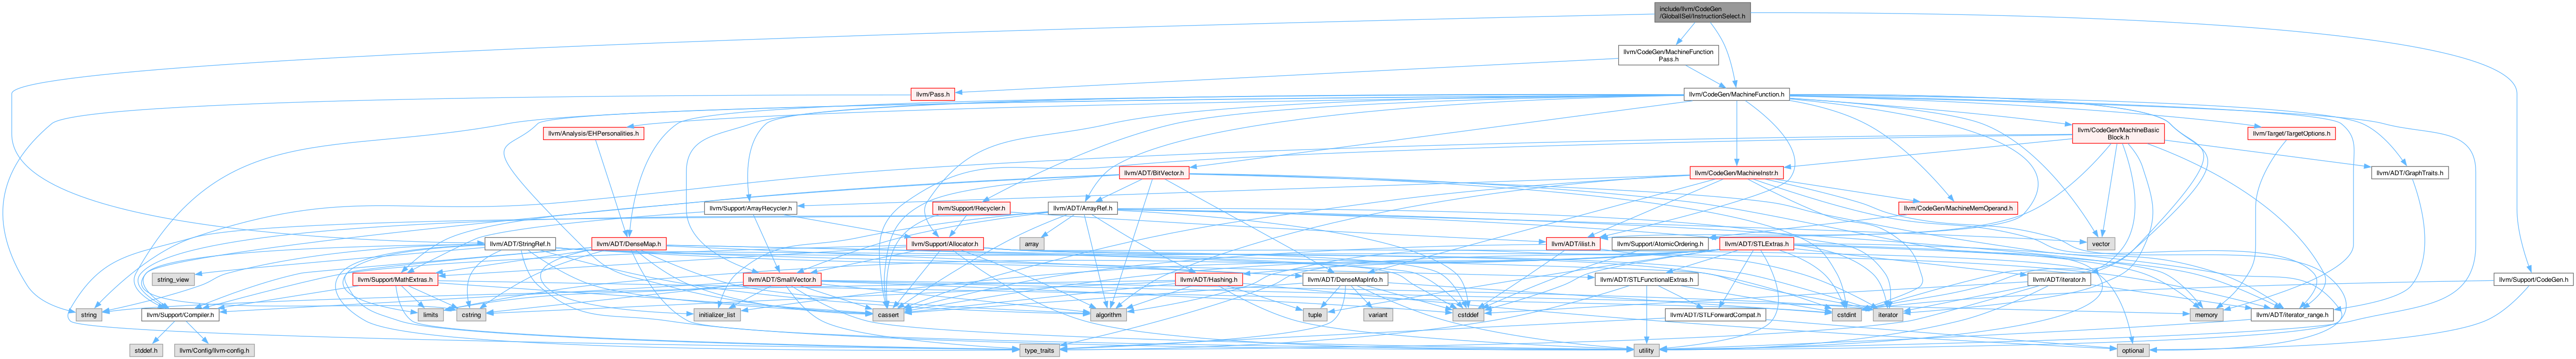 include/llvm/CodeGen
/GlobalISel/InstructionSelect.h
llvm/CodeGen/MachineFunction
Pass.h
llvm/Pass.h
llvm/CodeGen/MachineFunction.h
llvm/Analysis/EHPersonalities.h
llvm/CodeGen/MachineBasic
Block.h
llvm/Target/TargetOptions.h
llvm/ADT/BitVector.h
llvm/CodeGen/MachineInstr.h
llvm/ADT/GraphTraits.h
llvm/Support/ArrayRecycler.h
llvm/Support/Recycler.h
llvm/ADT/ArrayRef.h
llvm/CodeGen/MachineMemOperand.h
llvm/ADT/StringRef.h
llvm/ADT/DenseMap.h
llvm/Support/Allocator.h
array
llvm/ADT/ilist.h
llvm/Support/AtomicOrdering.h
llvm/ADT/STLExtras.h
vector
string_view
llvm/Support/MathExtras.h
llvm/ADT/SmallVector.h
llvm/ADT/Hashing.h
llvm/ADT/DenseMapInfo.h
llvm/ADT/STLFunctionalExtras.h
llvm/ADT/iterator.h
llvm/Support/CodeGen.h
string
llvm/Support/Compiler.h
limits
cstring
initializer_list
cassert
algorithm
tuple
variant
cstddef
llvm/ADT/STLForwardCompat.h
cstdint
iterator
memory
llvm/ADT/iterator_range.h
stddef.h
llvm/Config/llvm-config.h
type_traits
utility
optional